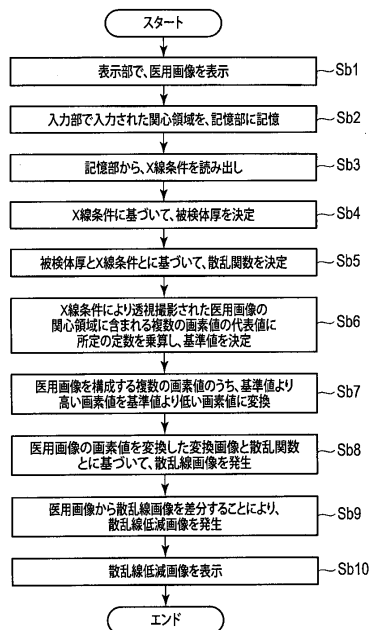 スタート
表示部で、医用画像を表示
Sb1
入力部で入力された関心領域を、記憶部に記憶
Sb2
記憶部から、X線条件を読み出し
Sb3
X線条件に基づいて、被検体厚を決定
Sb4
被検体厚とX線条件とに基づいて、散乱関数を決定
Sb5
X線条件により透視撮影された医用画像の
関心領域に含まれる複数の画素値の代表値に
所定の定数を乗算し、基準値を決定
Sb6
医用画像を構成する複数の画素値のうち、基準値より
高い画素値を基準値より低い画素値に変換
Sb7
医用画像の画素値を変換した変換画像と散乱関数
とに基づいて、散乱線画像を発生
Sb8
医用画像から散乱線画像を差分することにより、
散乱線低減画像を発生
Sb9
散乱線低減画像を表示
Sb10
エンド